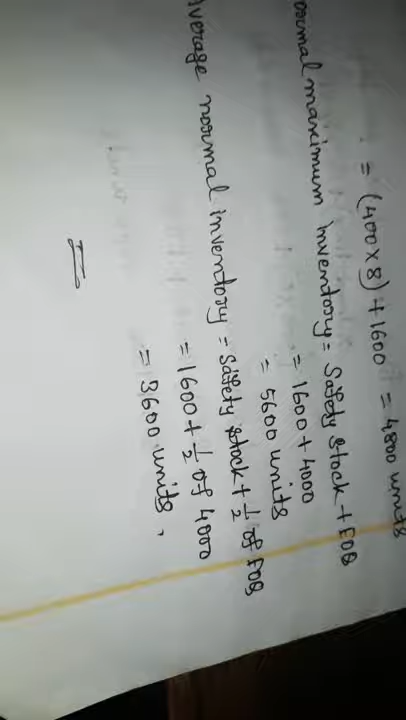 = (400 x 8) + 1600 = 4800 units
ormal maximum inventory = Safety stock + EOQ
= 1600 + 4000
= 5600 units
Average normal inventory = Safety stock + 1/2 of EOQ
= 1600 + 1/2 of 4000
= 3600 units.